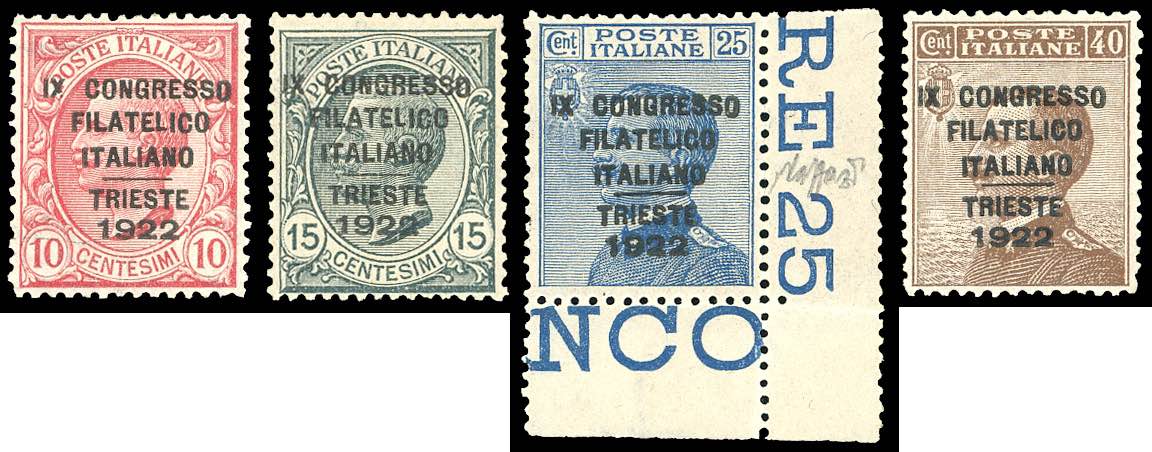 POSTE ITALIANE
IX CONGRESSO
FILATELICO
ITALIANO
TRIESTE
1922
10 CENTESIMI 10
POSTE ITALIANE
IX CONGRESSO
FILATELICO
ITALIANO
TRIESTE
1922
15 CENTESIMI 15
Cent POSTE ITALIANE 25
IX CONGRESSO
FILATELICO
ITALIANO
TRIESTE
1922
RE 25
NCO
Cent POSTE ITALIANE 40
IX CONGRESSO
FILATELICO
ITALIANO
TRIESTE
1922